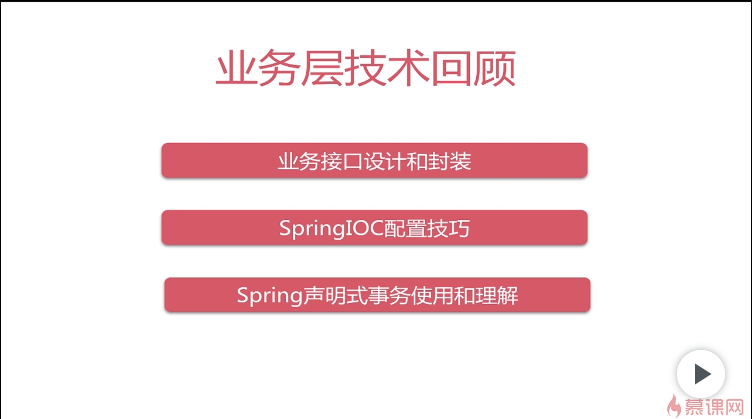 业务层技术回顾
业务接口设计和封装
SpringIOC配置技巧
Spring声明式事务使用和理解
慕课网